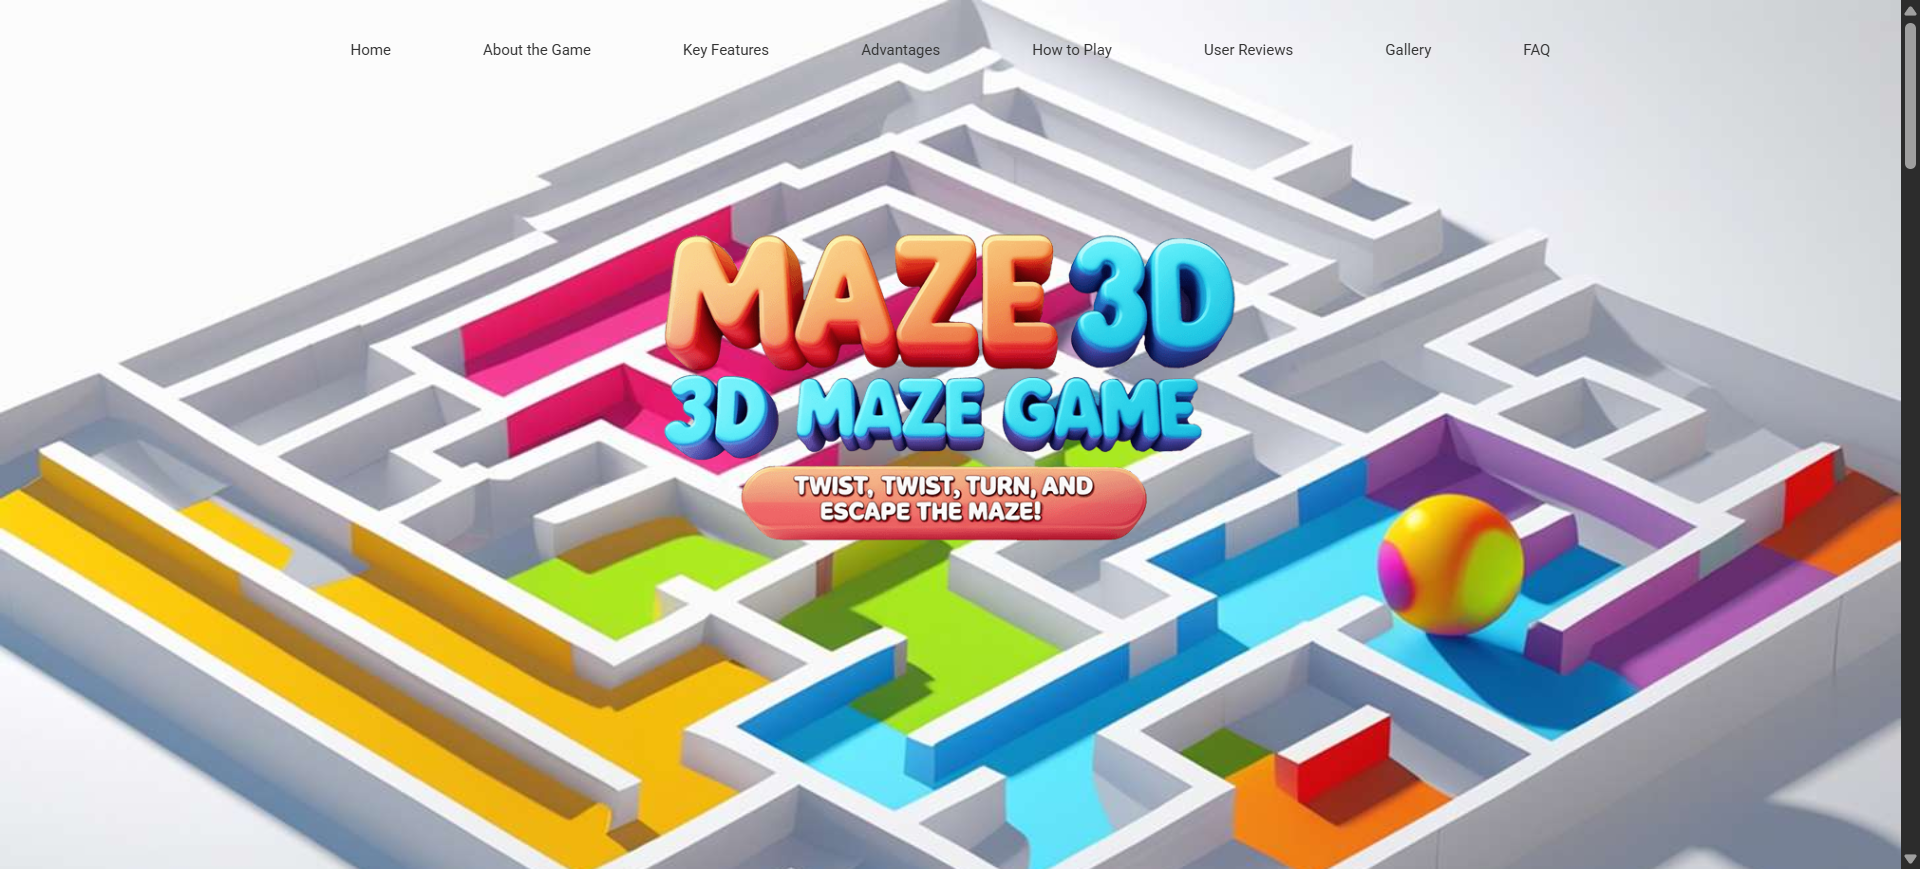 Home
About the Game
Key Features
Advantages
How to Play
User Reviews
Gallery
FAQ
MAZE 3D
3D MAZE GAME
TWIST, TWIST, TURN, AND
ESCAPE THE MAZE!